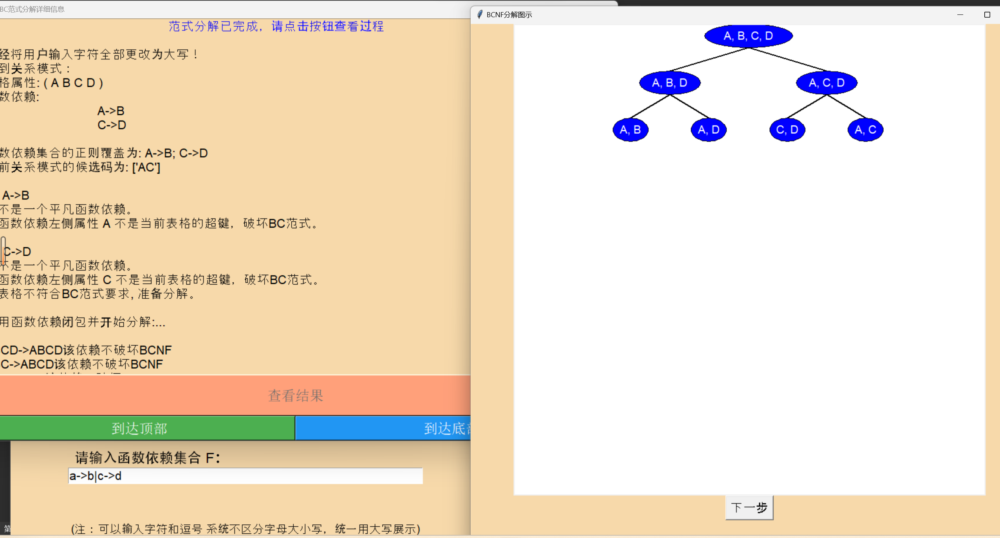 BC范式分解详细信息
范式分解已完成，请点击按钮查看过程
经将用户输入字符全部更改为大写！
到关系模式：
格属性: ( A B C D )
数依赖:
A->B
C->D
数依赖集合的正则覆盖为: A->B; C->D
前关系模式的候选码为: ['AC']
A->B
不是一个平凡函数依赖。
函数依赖左侧属性 A 不是当前表格的超键，破坏BC范式。
C->D
不是一个平凡函数依赖。
函数依赖左侧属性 C 不是当前表格的超键，破坏BC范式。
表格不符合BC范式要求, 准备分解。
用函数依赖闭包并开始分解:...
CD->ABCD该依赖不破坏BCNF
C->ABCD该依赖不破坏BCNF
查看结果
到达顶部
到达底部
请输入函数依赖集合 F：
a->b|c->d
(注：可以输入字符和逗号 系统不区分字母大小写，统一用大写展示)
第
BCNF分解图示
A, B, C, D
A, B, D
A, C, D
A, B
A, D
C, D
A, C
下一步